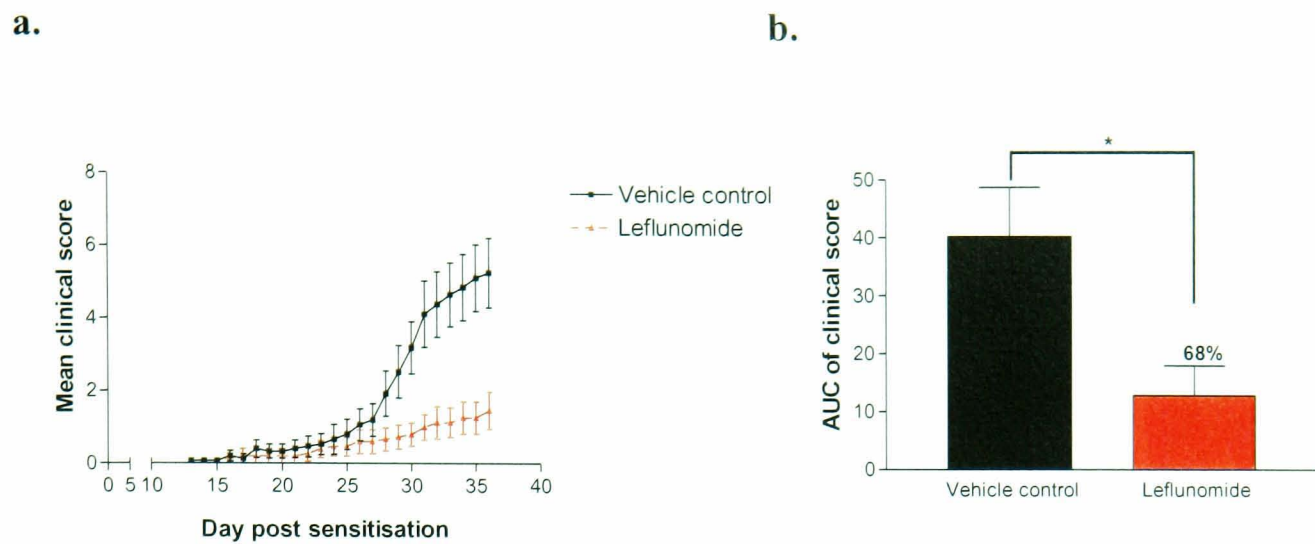 a.
b.
8
6
4
2
0
0 5 10 15 20 25 30 35 40
Mean clinical score
Day post sensitisation
Vehicle control
Leflunomide
*
50
40
30
20
10
0
AUC of clinical score
68%
Vehicle control Leflunomide